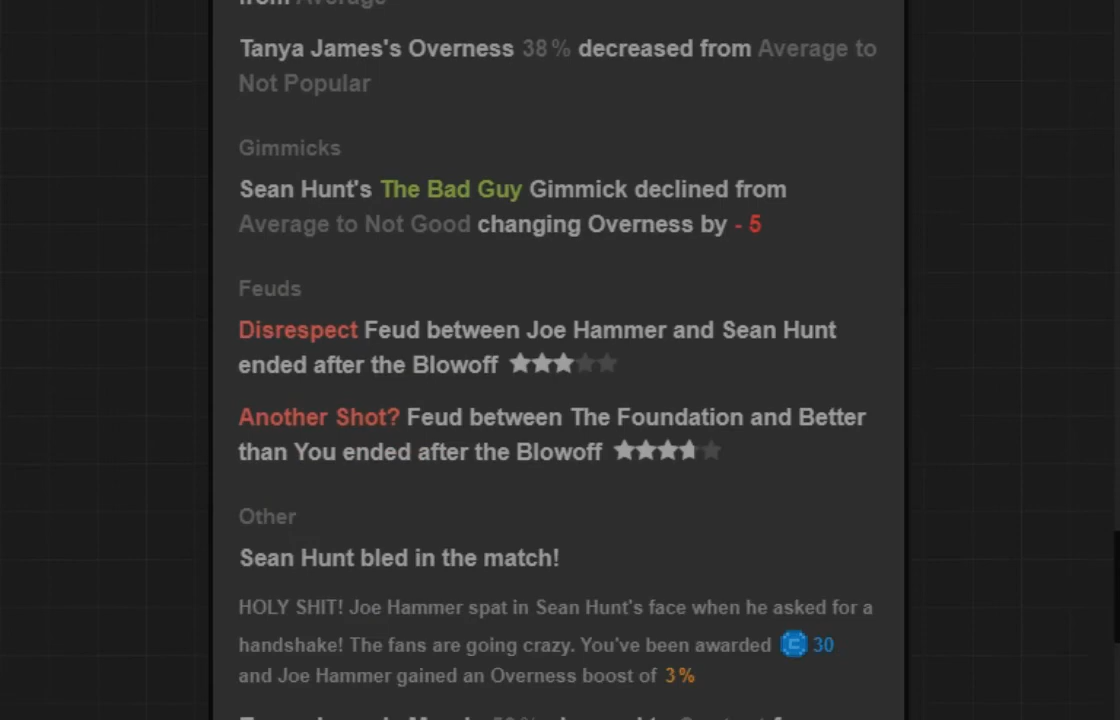 from Average
Tanya James's Overness 38% decreased from Average to
Not Popular
Gimmicks
Sean Hunt's The Bad Guy Gimmick declined from
Average to Not Good changing Overness by - 5
Feuds
Disrespect Feud between Joe Hammer and Sean Hunt
ended after the Blowoff
Another Shot? Feud between The Foundation and Better
than You ended after the Blowoff
Other
Sean Hunt bled in the match!
HOLY SHIT! Joe Hammer spat in Sean Hunt's face when he asked for a
handshake! The fans are going crazy. You've been awarded C 30
and Joe Hammer gained an Overness boost of 3%